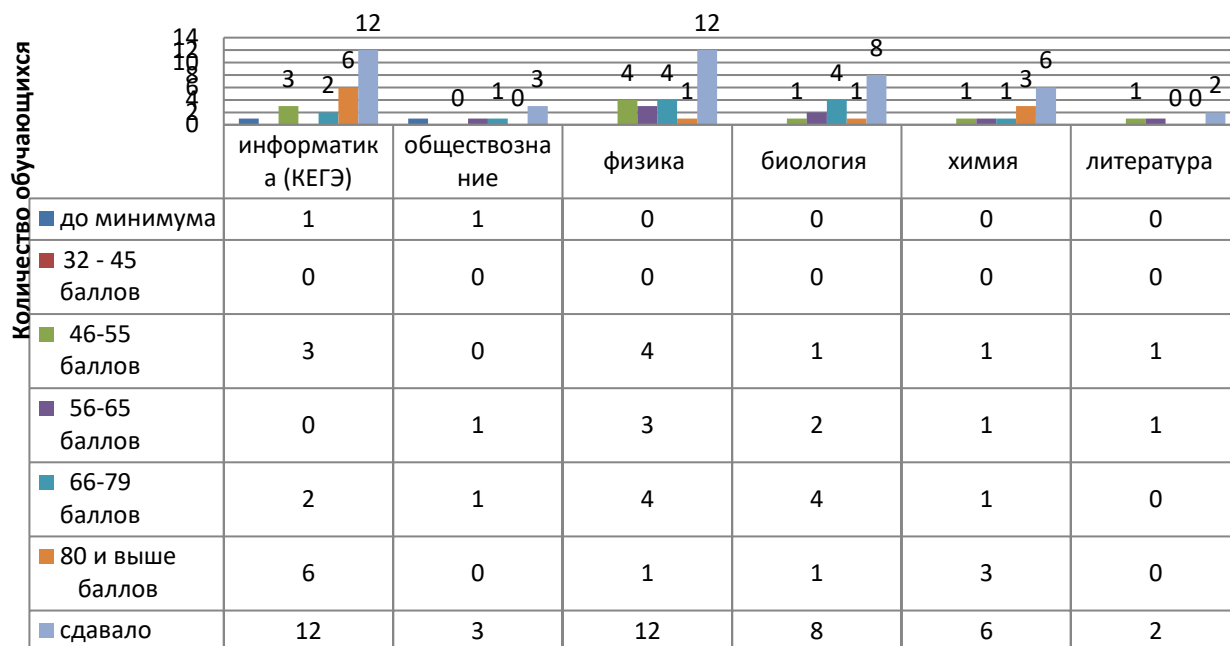 Количество обучающихся
14
12
10
8
6
4
2
0
3 2 6 12
0 1 0 3
4 4 1 12
1 4 1 8
1 1 3 6
1 0 0 2
информатик
а (КЕГЭ)
обществозна
ние
физика
биология
химия
литература
до минимума 1 1 0 0 0 0
32 - 45
баллов
0 0 0 0 0 0
46-55
баллов
3 0 4 1 1 1
56-65
баллов
0 1 3 2 1 1
66-79
баллов
2 1 4 4 1 0
80 и выше
баллов
6 0 1 1 3 0
сдавало 12 3 12 8 6 2